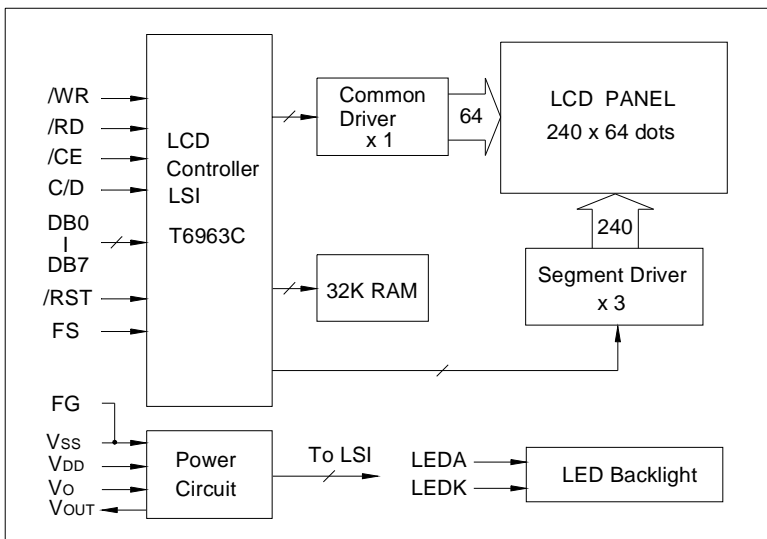 /WR
/RD
/CE
C/D
DB0
DB7
/RST
FS
LCD
Controller
LSI
T6963C
Common
Driver
x 1
64
LCD PANEL
240 x 64 dots
240
32K RAM
Segment Driver
x 3
FG
VSS
VDD
VO
VOUT
Power
Circuit
To LSI
LEDA
LEDK
LED Backlight